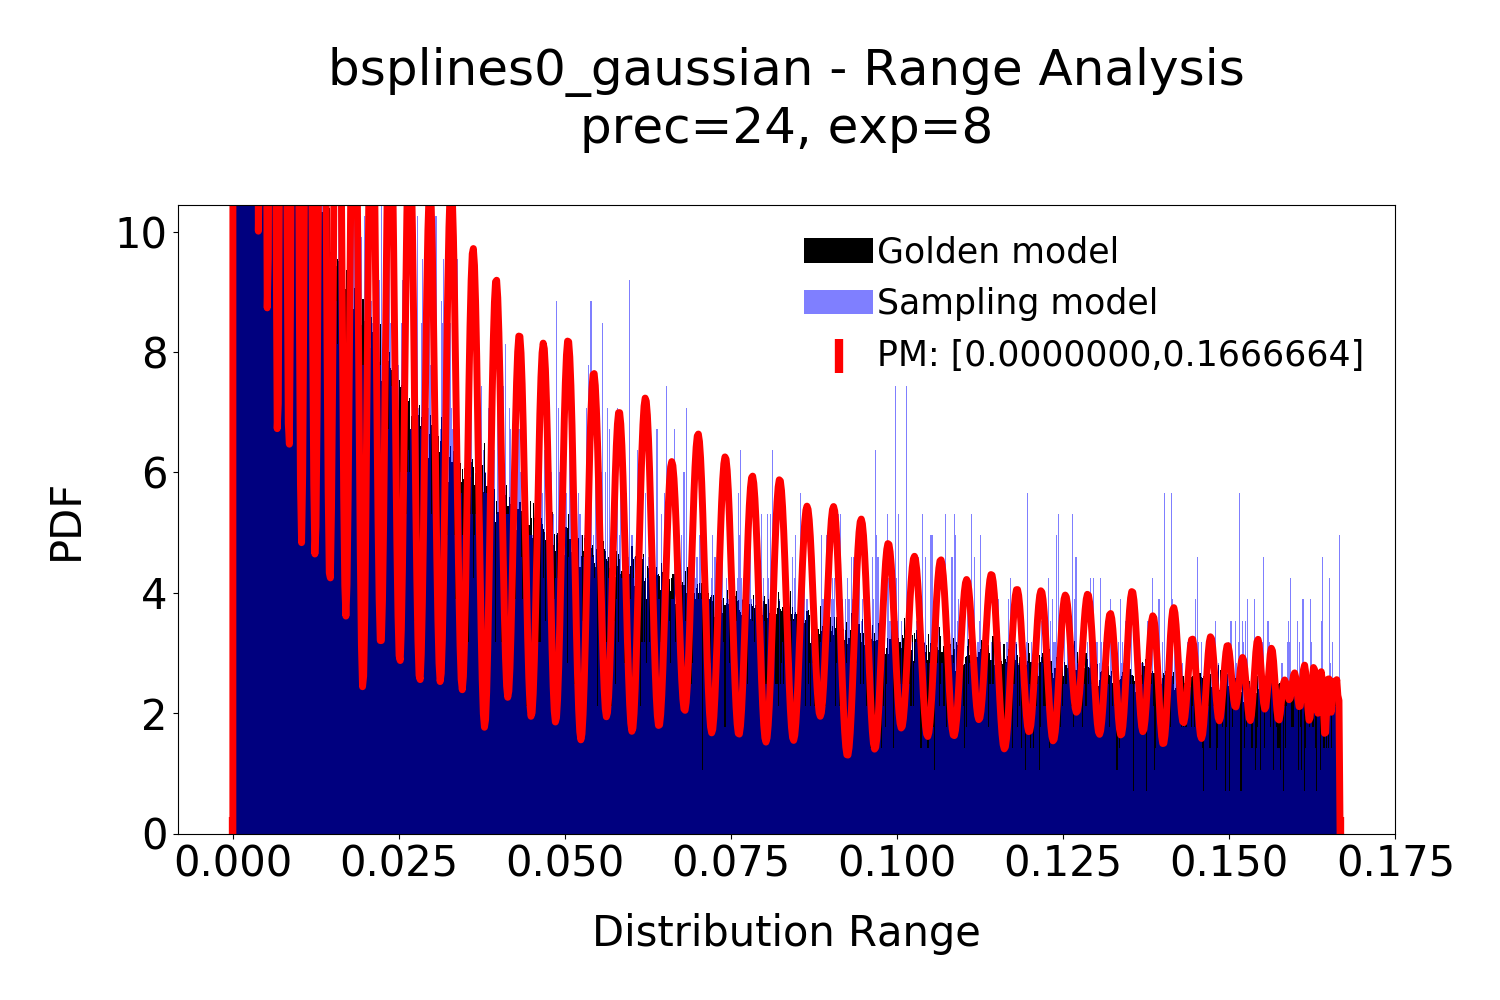 bsplines0_gaussian - Range Analysis
prec=24, exp=8
Golden model
Sampling model
PM: [0.0000000,0.1666664]
PDF
10
8
6
4
2
0
0.000 0.025 0.050 0.075 0.100 0.125 0.150 0.175
Distribution Range